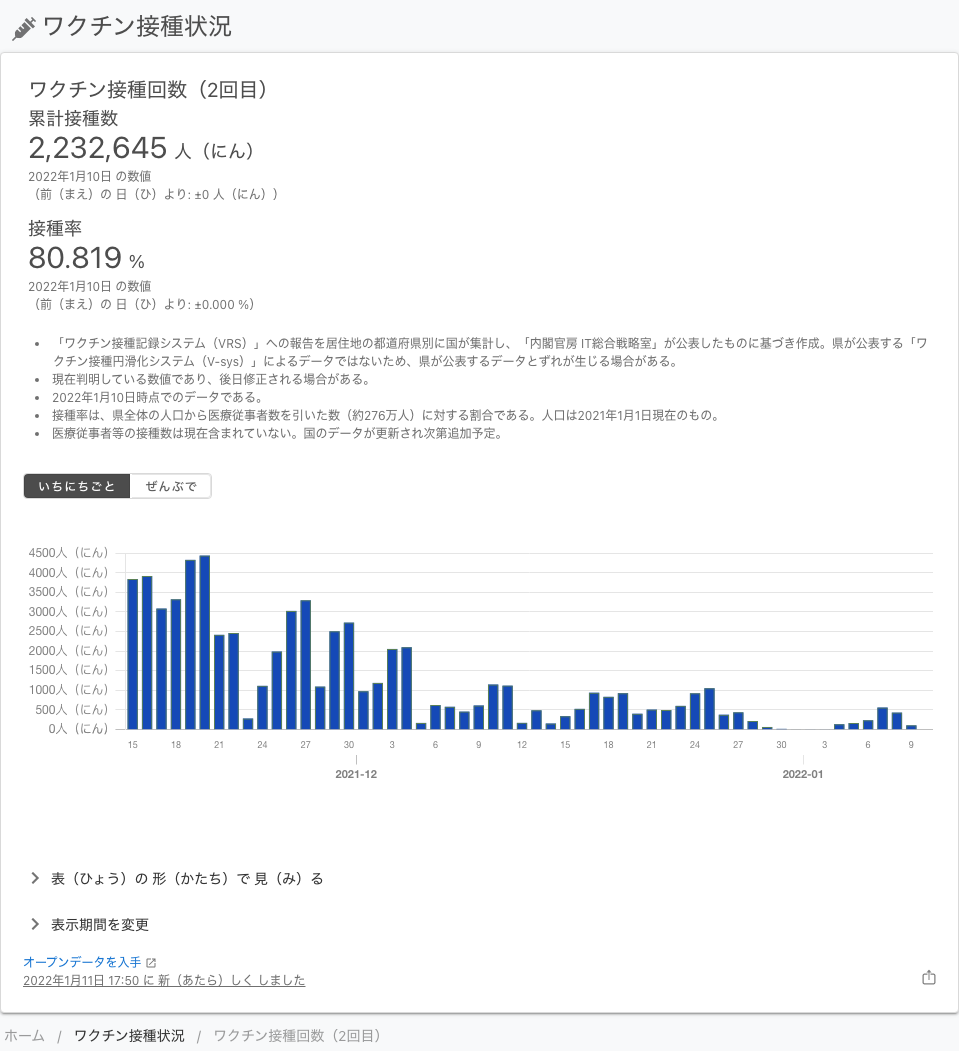 ワクチン接種状況
ワクチン接種回数（2回目）
累計接種数
2,232,645 人（にん）
2022年1月10日 の数値
（前（まえ）の 日（ひ）より: ±0 人（にん））
接種率
80.819 %
2022年1月10日 の数値
（前（まえ）の 日（ひ）より: ±0.000 %）
• 「ワクチン接種記録システム（VRS）」への報告を居住地の都道府県別に国が集計し、「内閣官房 IT総合戦略室」が公表したものに基づき作成。県が公表する「ワ
クチン接種円滑化システム（V-sys）」によるデータではないため、県が公表するデータとずれが生じる場合がある。
• 現在判明している数値であり、後日修正される場合がある。
• 2022年1月10日時点でのデータである。
• 接種率は、県全体の人口から医療従事者数を引いた数（約276万人）に対する割合である。人口は2021年1月1日現在のもの。
• 医療従事者等の接種数は現在含まれていない。国のデータが更新され次第追加予定。
いちにちごと ぜんぶで
4500人（にん）
4000人（にん）
3500人（にん）
3000人（にん）
2500人（にん）
2000人（にん）
1500人（にん）
1000人（にん）
500人（にん）
0人（にん）
15 18 21 24 27 30 3 6 9 12 15 18 21 24 27 30 3 6 9
2021-12 2022-01
表（ひょう）の 形（かたち）で 見（み）る
表示期間を変更
オープンデータを入手
2022年1月11日 17:50 に 新（あたら）しく しました
ホーム / ワクチン接種状況 / ワクチン接種回数（2回目）